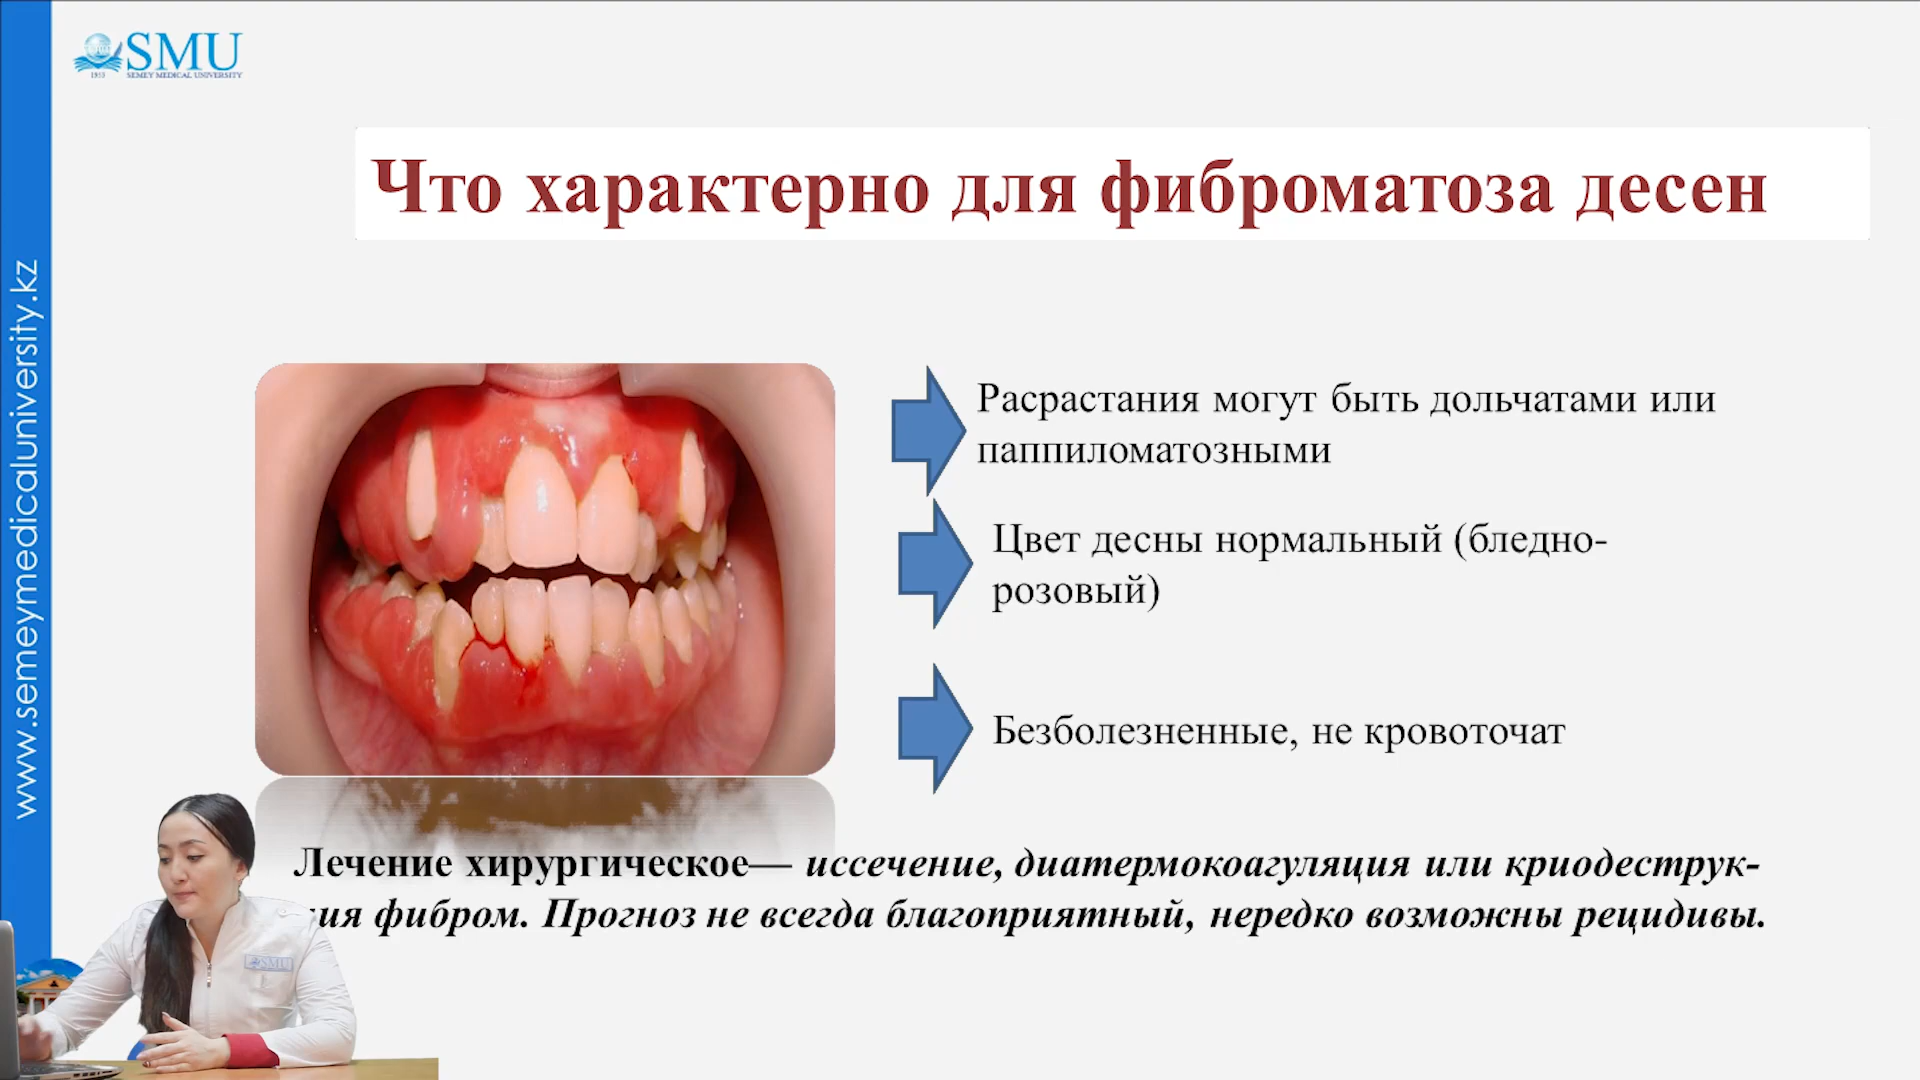 SMU
1953
SEMEY MEDICAL UNIVERSITY
www.semeymedicaluniversity.kz
Что характерно для фиброматоза десен
Расрастания могут быть дольчатами или
паппиломатозными
Цвет десны нормальный (бледно-
розовый)
Безболезненные, не кровоточат
Лечение хирургическое— иссечение, диатермокоагуляция или криодеструк-
ия фибром. Прогноз не всегда благоприятный, нередко возможны рецидивы.
SMU